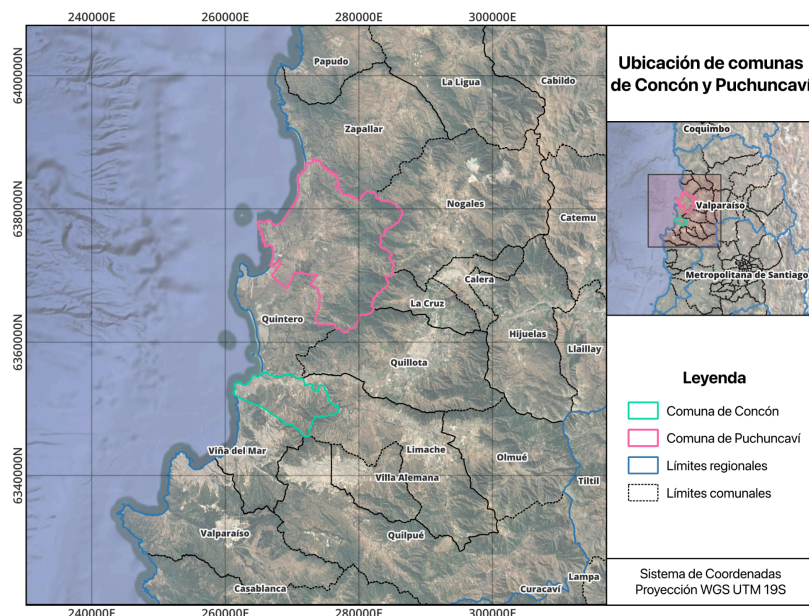 240000E
260000E
280000E
300000E
6400000N
6380000N
6360000N
6340000N
Papudo
La Ligua
Cabildo
Zapallar
Nogales
Catemu
Calera
La Cruz
Quintero
Hijuelas
Llaillay
Quillota
Viña del Mar
Limache
Olmué
Villa Alemana
Tiltil
Valparaíso
Quilpué
Lampa
Casablanca
Curacaví
240000E
260000E
280000E
300000E
Ubicación de comunas
de Concón y Puchuncaví
Coquimbo
Valparaíso
Metropolitana de Santiago
Leyenda
Comuna de Concón
Comuna de Puchuncaví
Límites regionales
Límites comunales
Sistema de Coordenadas
Proyección WGS UTM 19S